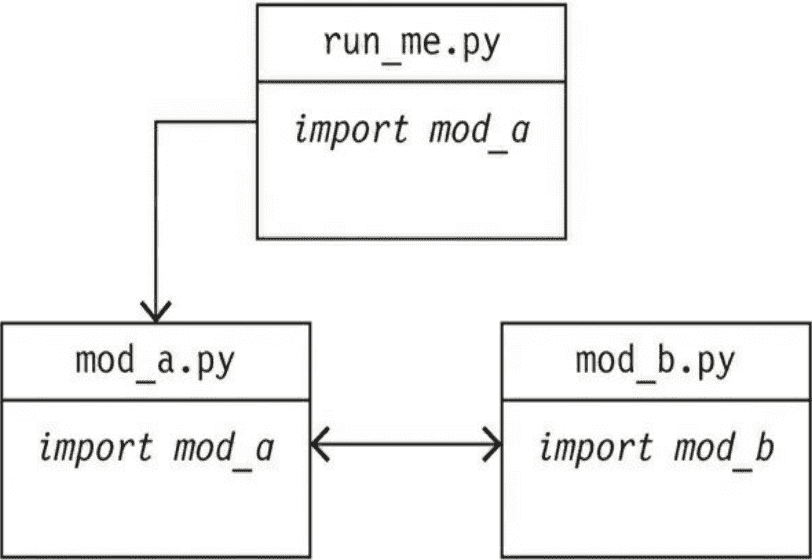 run_me.py
import mod_a
mod_a.py
import mod_a
mod_b.py
import mod_b